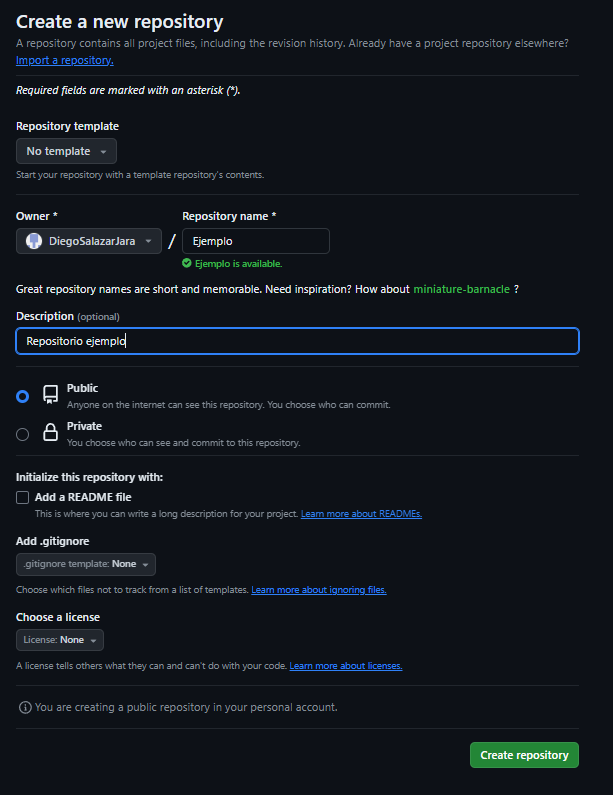 Create a new repository
A repository contains all project files, including the revision history. Already have a project repository elsewhere?
Import a repository.
Required fields are marked with an asterisk (*).
Repository template
No template
Start your repository with a template repository's contents.
Owner *
Repository name *
DiegoSalazarJara
/
Ejemplo
Ejemplo is available.
Great repository names are short and memorable. Need inspiration? How about miniature-barnacle ?
Description (optional)
Repositorio ejemplo
Public
Anyone on the internet can see this repository. You choose who can commit.
Private
You choose who can see and commit to this repository.
Initialize this repository with:
Add a README file
This is where you can write a long description for your project. Learn more about READMEs.
Add .gitignore
.gitignore template: None
Choose which files not to track from a list of templates. Learn more about ignoring files.
Choose a license
License: None
A license tells others what they can and can't do with your code. Learn more about licenses.
You are creating a public repository in your personal account.
Create repository